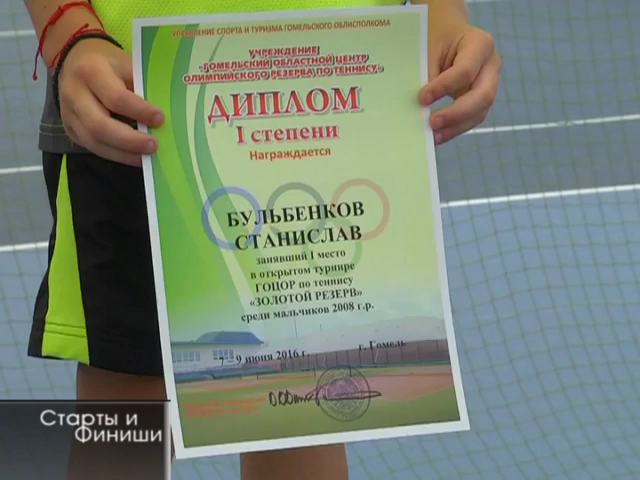 УПРАВЛЕНИЕ СПОРТА И ТУРИЗМА ГОМЕЛЬСКОГО ОБЛИСПОЛКОМА
УЧРЕЖДЕНИЕ
«ГОМЕЛЬСКИЙ ОБЛАСТНОЙ ЦЕНТР
ОЛИМПИЙСКОГО РЕЗЕРВА ПО ТЕННИСУ»
ДИПЛОМ
I степени
Награждается
БУЛЬБЕНКОВ
СТАНИСЛАВ
занявший I место
в открытом турнире
ГОЦОР по теннису
«ЗОЛОТОЙ РЕЗЕРВ»
среди мальчиков 2008 г.р.
7 – 9 июня 2016 г. г. Гомель
Старты и
Финиши